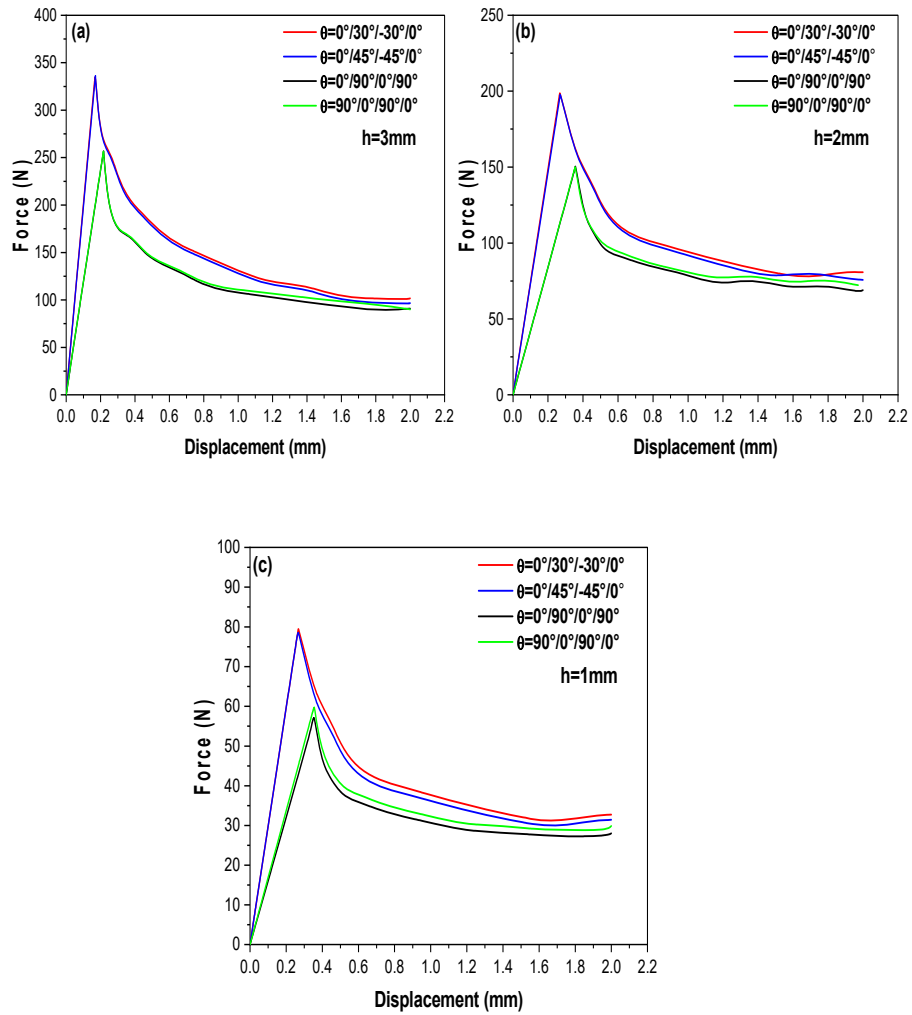 (a)
θ=0°/30°/-30°/0°
θ=0°/45°/-45°/0°
θ=0°/90°/0°/90°
θ=90°/0°/90°/0°
h=3mm
400
350
300
250
200
150
100
50
0
Force (N)
0.0 0.2 0.4 0.6 0.8 1.0 1.2 1.4 1.6 1.8 2.0 2.2
Displacement (mm)
(b)
θ=0°/30°/-30°/0°
θ=0°/45°/-45°/0°
θ=0°/90°/0°/90°
θ=90°/0°/90°/0°
h=2mm
250
200
150
100
50
0
Force (N)
0.0 0.2 0.4 0.6 0.8 1.0 1.2 1.4 1.6 1.8 2.0 2.2
Displacement (mm)
(c)
θ=0°/30°/-30°/0°
θ=0°/45°/-45°/0°
θ=0°/90°/0°/90°
θ=90°/0°/90°/0°
h=1mm
100
90
80
70
60
50
40
30
20
10
0
Force (N)
0.0 0.2 0.4 0.6 0.8 1.0 1.2 1.4 1.6 1.8 2.0 2.2
Displacement (mm)